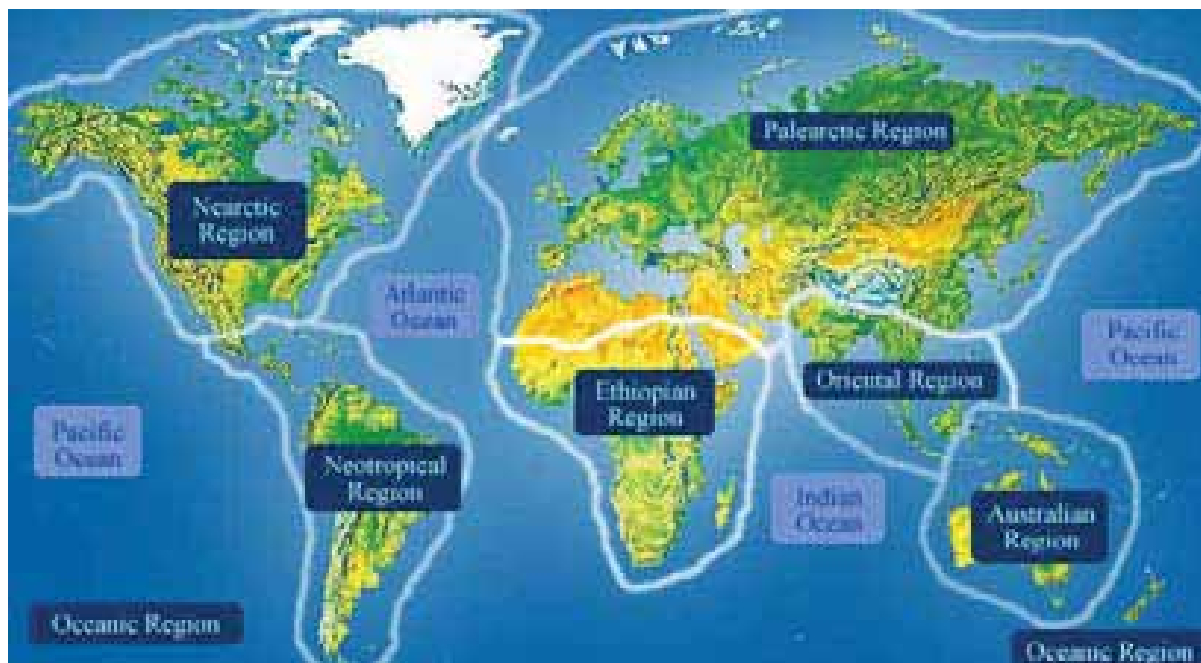 Palearctic Region
Nearctic
Region
Atlantic
Ocean
Pacific
Ocean
Oriental Region
Ethiopian
Region
Pacific
Ocean
Neotropical
Region
Indian
Ocean
Australian
Region
Oceanic Region
Oceanic Region